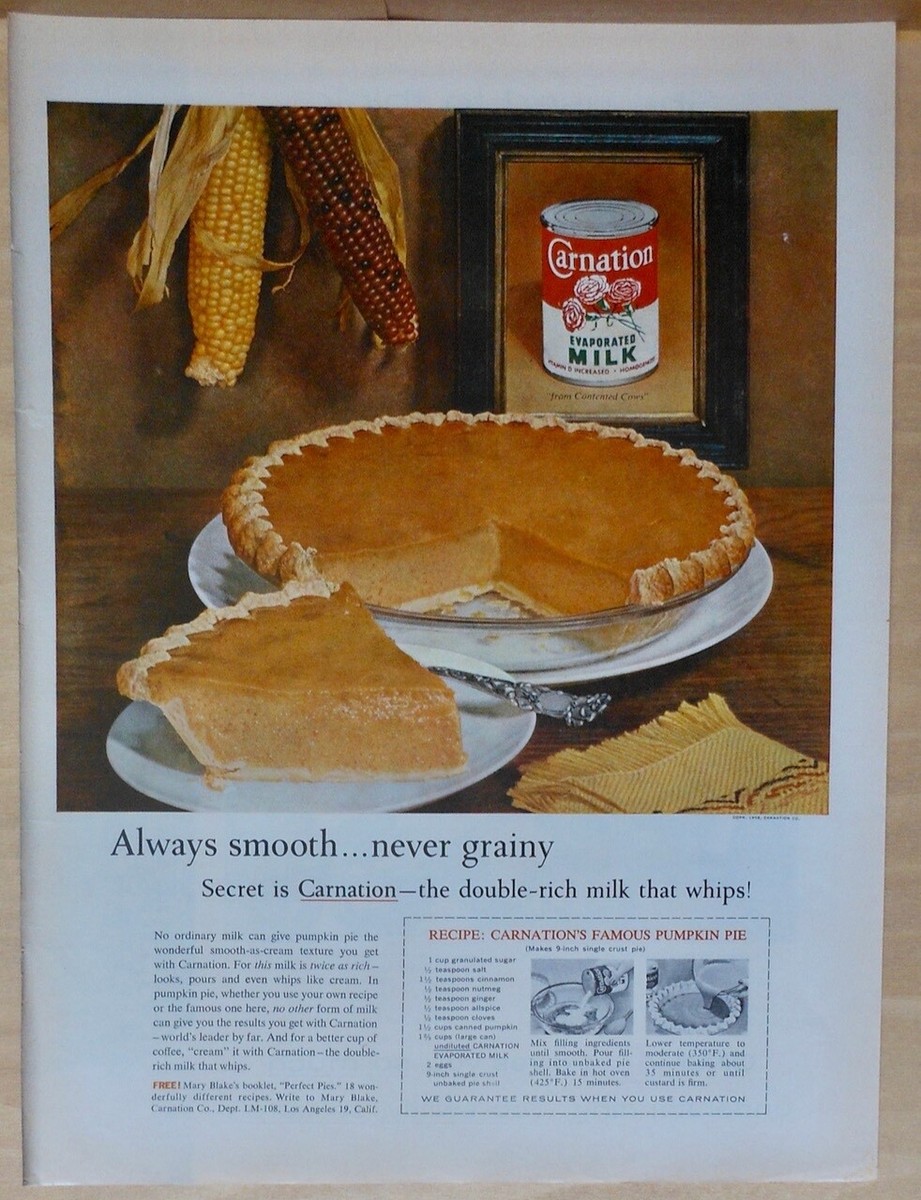 Carnation
EVAPORATED
MILK
VITAMIN D INCREASED • HOMOGENIZED
"from Contented Cows"
COPR. 1958, CARNATION CO.
Always smooth...never grainy
Secret is Carnation—the double-rich milk that whips!
No ordinary milk can give pumpkin pie the
wonderful smooth-as-cream texture you get
with Carnation. For this milk is twice as rich—
looks, pours and even whips like cream. In
pumpkin pie, whether you use your own recipe
or the famous one here, no other form of milk
can give you the results you get with Carnation
—world's leader by far. And for a better cup of
coffee, "cream" it with Carnation—the double-
rich milk that whips.
FREE! Mary Blake's booklet, "Perfect Pies." 18 won-
derfully different recipes. Write to Mary Blake,
Carnation Co., Dept. LM-108, Los Angeles 19, Calif.
RECIPE: CARNATION'S FAMOUS PUMPKIN PIE
(Makes 9-inch single crust pie)
1 cup granulated sugar
½ teaspoon salt
1½ teaspoons cinnamon
½ teaspoon nutmeg
½ teaspoon ginger
½ teaspoon allspice
½ teaspoon cloves
1½ cups canned pumpkin
1⅔ cups (large can)
undiluted CARNATION
EVAPORATED MILK
2 eggs
9-inch single crust
unbaked pie shell
Mix filling ingredients
until smooth. Pour fill-
ing into unbaked pie
shell. Bake in hot oven
(425°F.) 15 minutes.
Lower temperature to
moderate (350°F.) and
continue baking about
35 minutes or until
custard is firm.
WE GUARANTEE RESULTS WHEN YOU USE CARNATION